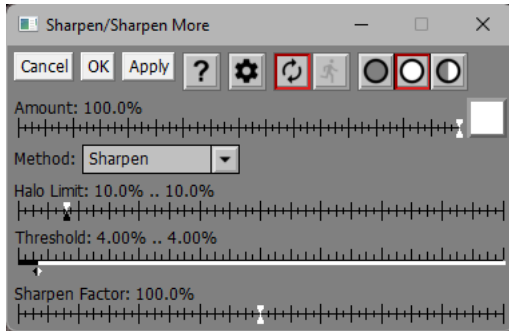 Sharpen/Sharpen More
Cancel OK Apply ?
Amount: 100.0%
Method: Sharpen
Halo Limit: 10.0% .. 10.0%
Threshold: 4.00% .. 4.00%
Sharpen Factor: 100.0%